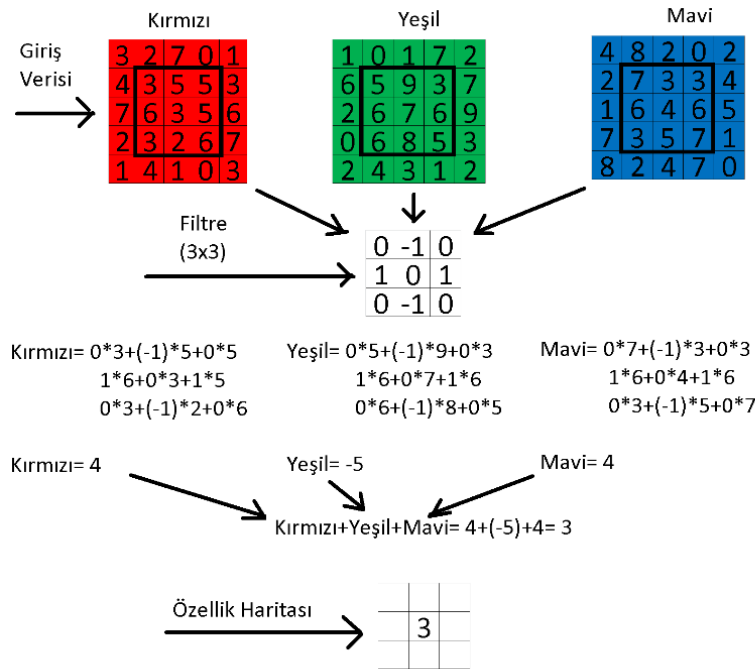 Kırmızı Yeşil Mavi
Giriş
Verisi
3 2 7 0 1
4 3 5 5 3
7 6 3 5 6
2 3 2 6 7
1 4 1 0 3
1 0 1 7 2
6 5 9 3 7
2 6 7 6 9
0 6 8 5 3
2 4 3 1 2
4 8 2 0 2
2 7 3 3 4
1 6 4 6 5
7 3 5 7 1
8 2 4 7 0
Filtre
(3x3)
0 -1 0
1 0 1
0 -1 0
Kırmızı= 0*3+(-1)*5+0*5
1*6+0*3+1*5
0*3+(-1)*2+0*6
Yeşil= 0*5+(-1)*9+0*3
1*6+0*7+1*6
0*6+(-1)*8+0*5
Mavi= 0*7+(-1)*3+0*3
1*6+0*4+1*6
0*3+(-1)*5+0*7
Kırmızı= 4
Yeşil= -5
Mavi= 4
Kırmızı+Yeşil+Mavi= 4+(-5)+4= 3
Özellik Haritası
3